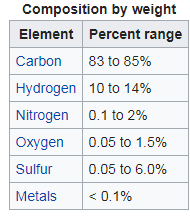 Composition by weight
Element Percent range
Carbon 83 to 85%
Hydrogen 10 to 14%
Nitrogen 0.1 to 2%
Oxygen 0.05 to 1.5%
Sulfur 0.05 to 6.0%
Metals < 0.1%